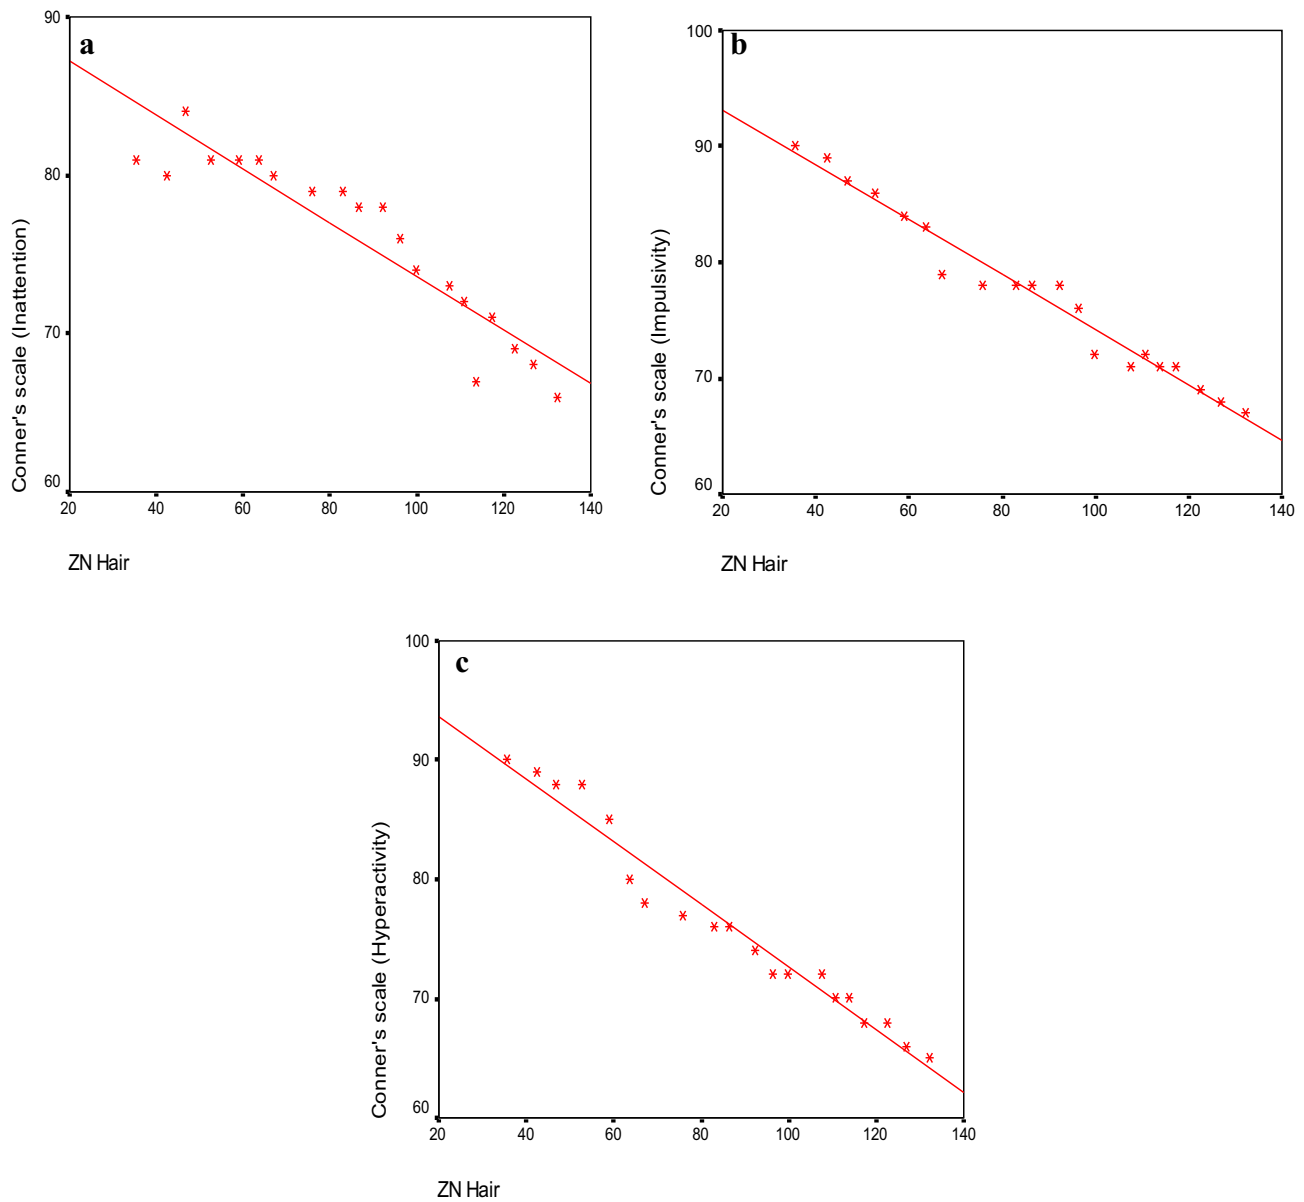 a
90
80
70
60
Conner's scale (Inattention)
20 40 60 80 100 120 140
ZN Hair
b
100
90
80
70
60
Conner's scale (Impulsivity)
20 40 60 80 100 120 140
ZN Hair
c
100
90
80
70
60
Conner's scale (Hyperactivity)
20 40 60 80 100 120 140
ZN Hair